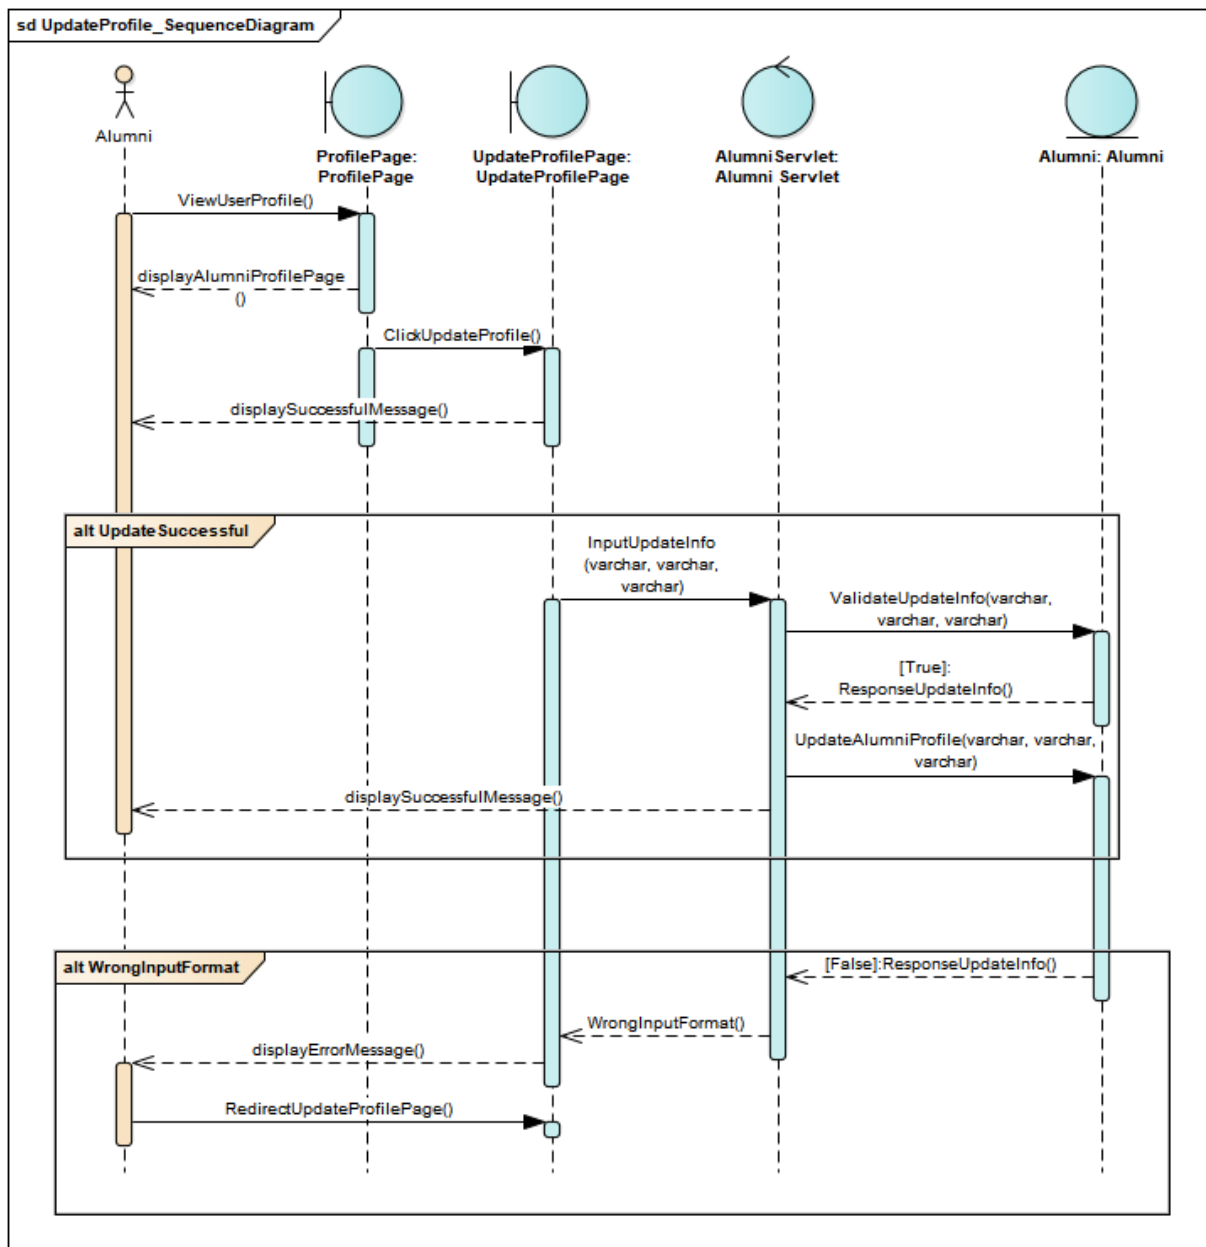 sd UpdateProfile_SequenceDiagram
Alumni
ProfilePage:
ProfilePage
UpdateProfilePage:
UpdateProfilePage
AlumniServlet:
Alumni Servlet
Alumni: Alumni
ViewUserProfile()
displayAlumniProfilePage
()
ClickUpdateProfile()
displaySuccessfulMessage()
alt UpdateSuccessful
InputUpdateInfo
(varchar, varchar,
varchar)
ValidateUpdateInfo(varchar,
varchar, varchar)
[True]:
ResponseUpdateInfo()
UpdateAlumniProfile(varchar, varchar,
varchar)
displaySuccessfulMessage()
alt WrongInputFormat
[False]:ResponseUpdateInfo()
WrongInputFormat()
displayErrorMessage()
RedirectUpdateProfilePage()